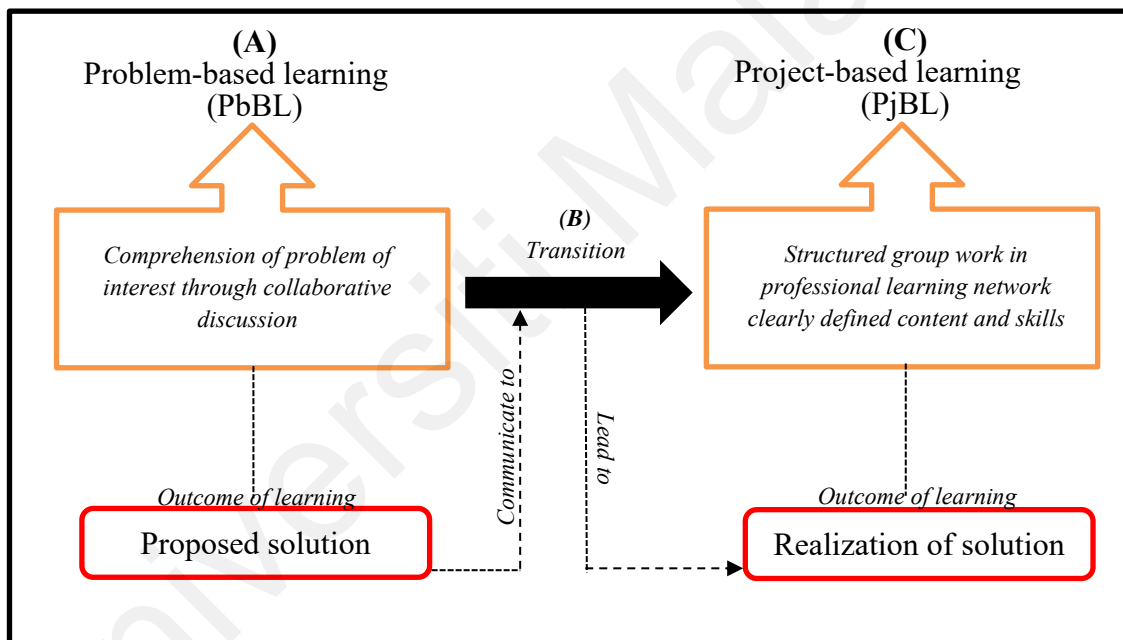 (A)
Problem-based learning
(PbBL)
Comprehension of problem of
interest through collaborative
discussion
Outcome of learning
Proposed solution
Communicate to
(B)
Transition
Lead to
(C)
Project-based learning
(PjBL)
Structured group work in
professional learning network
clearly defined content and skills
Outcome of learning
Realization of solution